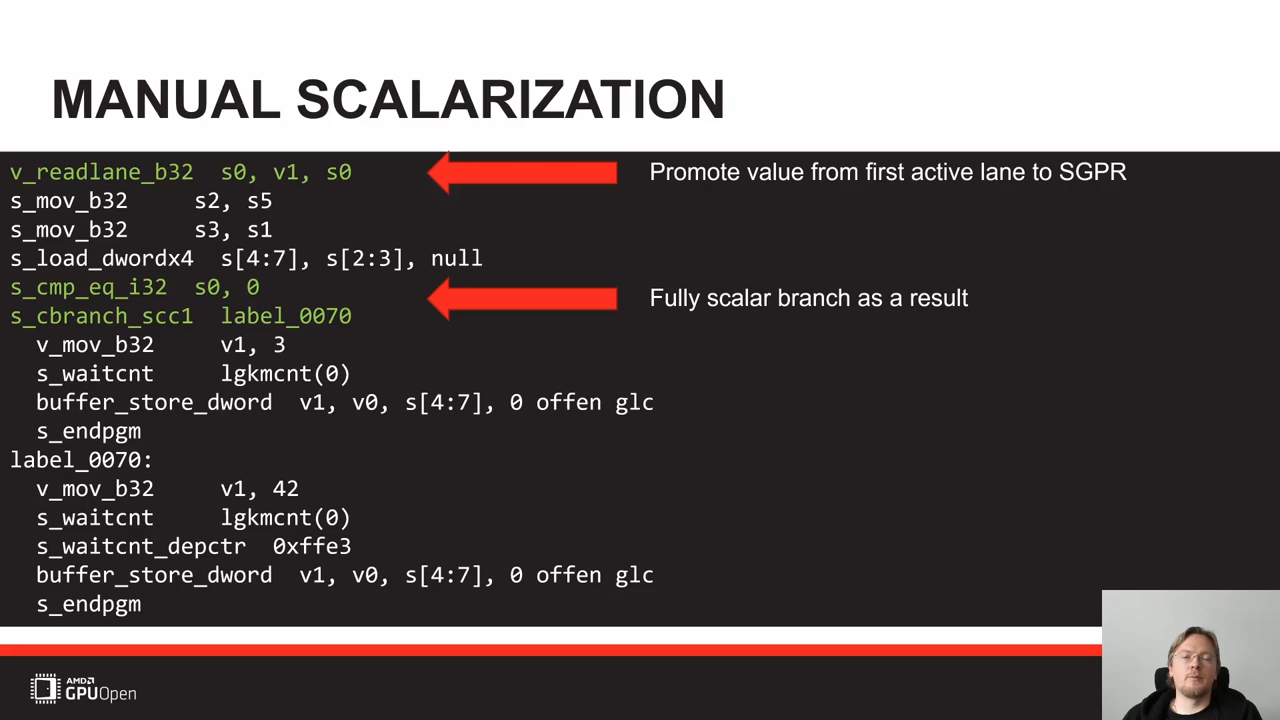 MANUAL SCALARIZATION
v_readlane_b32 s0, v1, s0
Promote value from first active lane to SGPR
s_mov_b32 s2, s5
s_mov_b32 s3, s1
s_load_dwordx4 s[4:7], s[2:3], null
s_cmp_eq_i32 s0, 0
Fully scalar branch as a result
s_cbranch_scc1 label_0070
v_mov_b32 v1, 3
s_waitcnt lgkmcnt(0)
buffer_store_dword v1, v0, s[4:7], 0 offen glc
s_endpgm
label_0070:
v_mov_b32 v1, 42
s_waitcnt lgkmcnt(0)
s_waitcnt_depctr 0xffe3
buffer_store_dword v1, v0, s[4:7], 0 offen glc
s_endpgm
AMD
GPUOpen